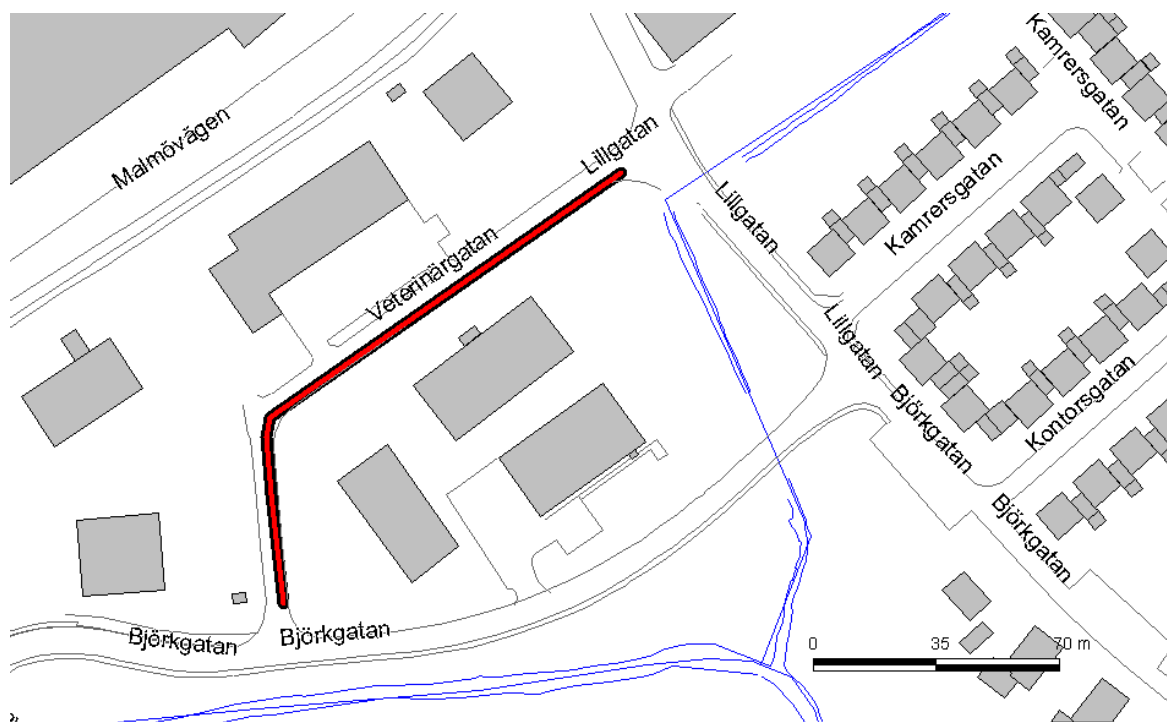 Kamrersgatan
Malmövägen
Lillgatan
Kamrersgatan
Lillgatan
Veterinärgatan
Lillgatan
Björkgatan
Kontorsgatan
Björkgatan
Björkgatan
Björkgatan
0 35 70 m